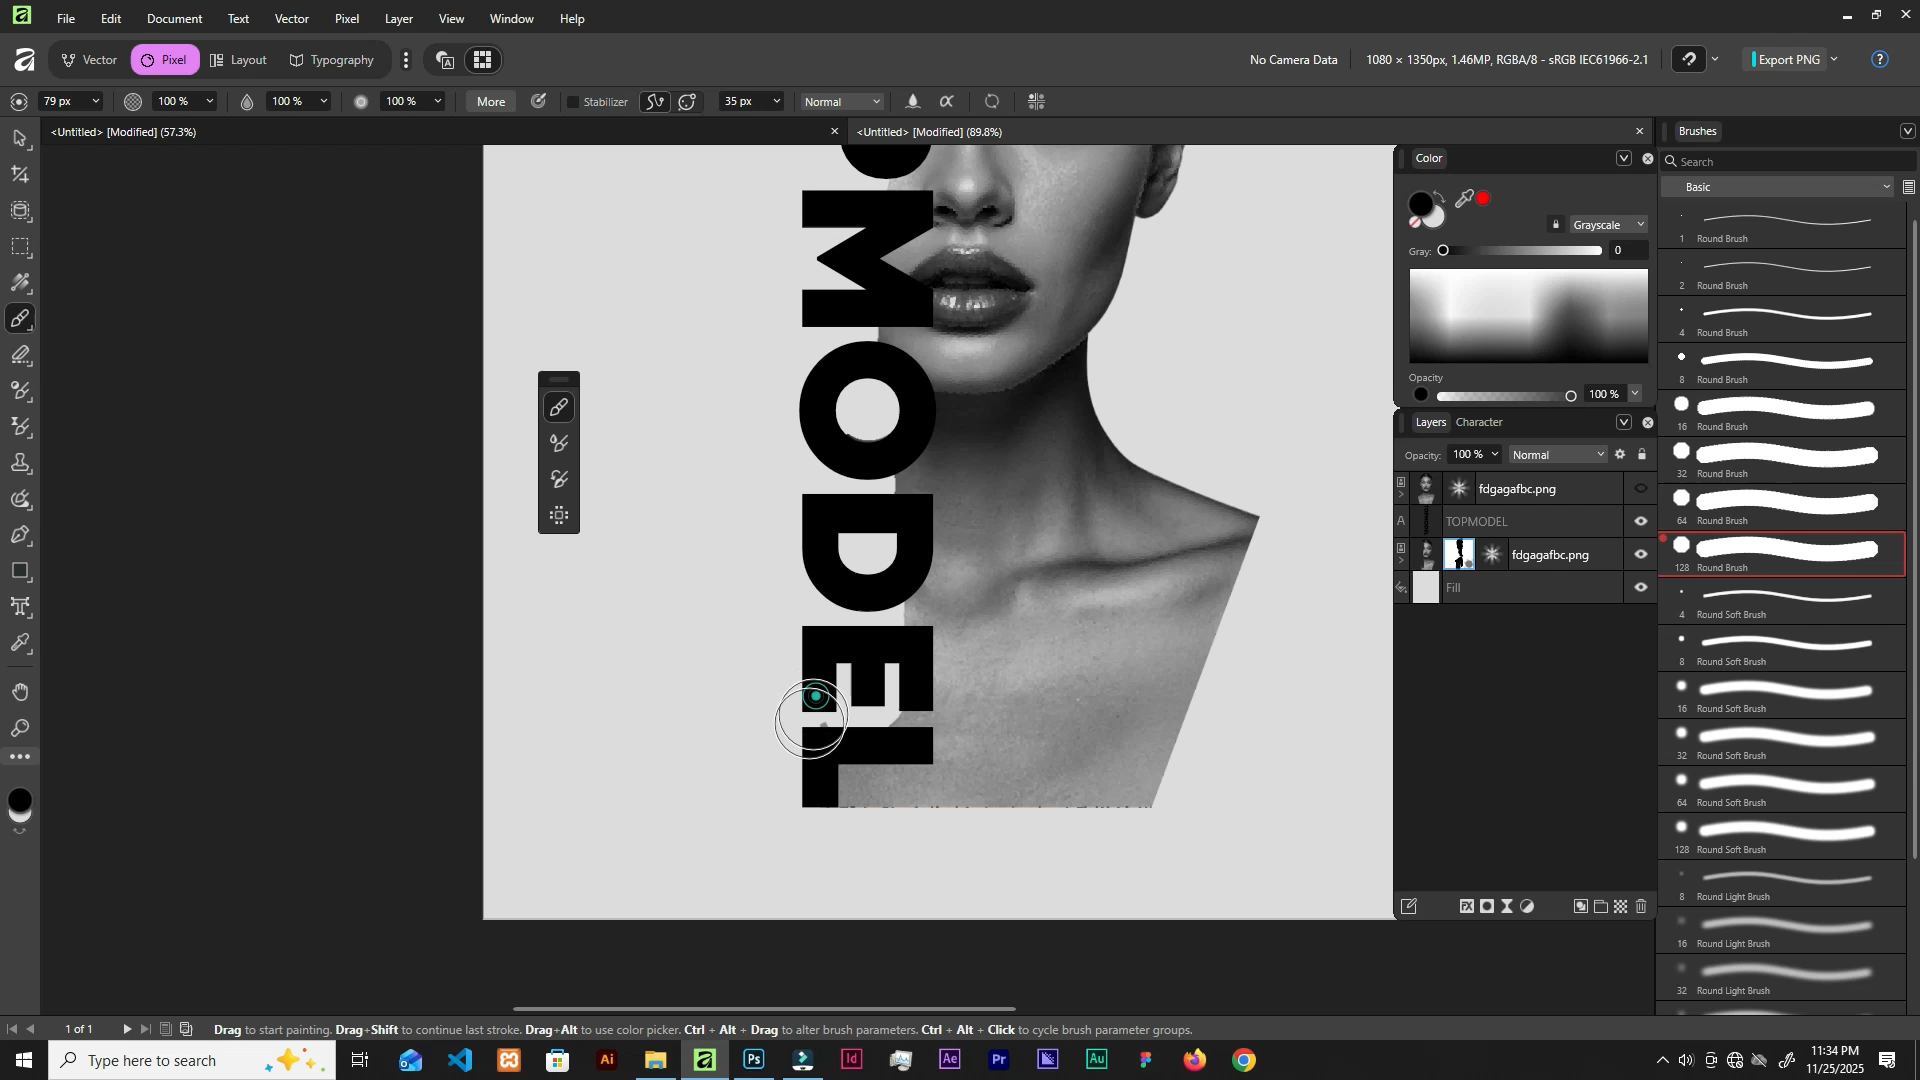 File Edit Document Text Vector Pixel Layer View Window Help
Vector Pixel Layout Typography
No Camera Data 1080 × 1350px, 1.46MP, RGBA/8 - sRGB IEC61966-2.1 Export PNG
79 px 100 % 100 % 100 % More Stabilizer 35 px Normal
<Untitled> [Modified] (57.3%)
<Untitled> [Modified] (89.8%)
MODEL
Color
Grayscale
Gray: 0
Opacity
100 %
Layers Character
Opacity: 100 % Normal
fdgagafbc.png
A TOPMODEL
fdgagafbc.png
Fill
Brushes
Search
Basic
1 Round Brush
2 Round Brush
4 Round Brush
8 Round Brush
16 Round Brush
32 Round Brush
64 Round Brush
128 Round Brush
4 Round Soft Brush
8 Round Soft Brush
16 Round Soft Brush
32 Round Soft Brush
64 Round Soft Brush
128 Round Soft Brush
8 Round Light Brush
16 Round Light Brush
32 Round Light Brush
1 of 1 Drag to start painting. Drag+Shift to continue last stroke. Drag+Alt to use color picker. Ctrl + Alt + Drag to alter brush parameters. Ctrl + Alt + Click to cycle brush parameter groups.
Type here to search
Ai Ps Id Ae Pr Au
11:34 PM
11/25/2025